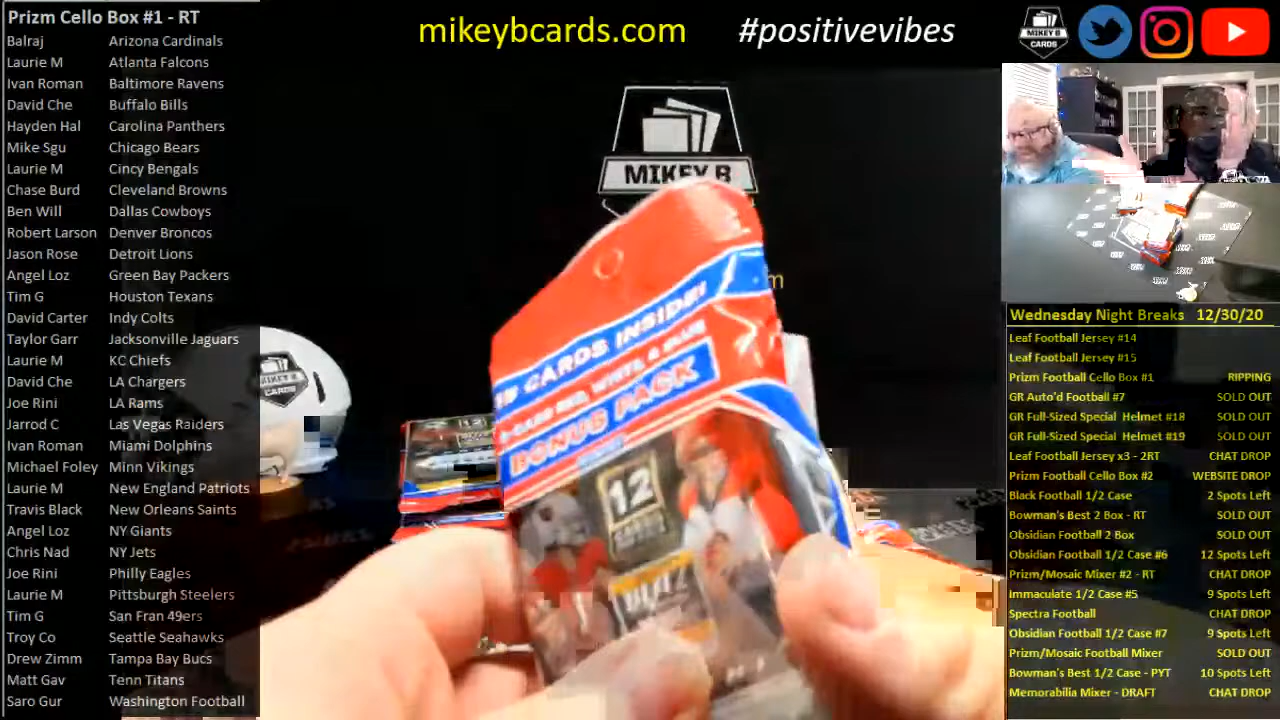 Prizm Cello Box #1 - RT
Balraj Arizona Cardinals
Laurie M Atlanta Falcons
Ivan Roman Baltimore Ravens
David Che Buffalo Bills
Hayden Hal Carolina Panthers
Mike Sgu Chicago Bears
Laurie M Cincy Bengals
Chase Burd Cleveland Browns
Ben Will Dallas Cowboys
Robert Larson Denver Broncos
Jason Rose Detroit Lions
Angel Loz Green Bay Packers
Tim G Houston Texans
David Carter Indy Colts
Taylor Garr Jacksonville Jaguars
Laurie M KC Chiefs
David Che LA Chargers
Joe Rini LA Rams
Jarrod C Las Vegas Raiders
Ivan Roman Miami Dolphins
Michael Foley Minn Vikings
Laurie M New England Patriots
Travis Black New Orleans Saints
Angel Loz NY Giants
Chris Nad NY Jets
Joe Rini Philly Eagles
Laurie M Pittsburgh Steelers
Tim G San Fran 49ers
Troy Co Seattle Seahawks
Drew Zimm Tampa Bay Bucs
Matt Gav Tenn Titans
Saro Gur Washington Football
mikeybcards.com #positivevibes
MIKEY B
CARDS
MIKEY B
CARDS INSIDE!
RED, WHITE, & BLUE
BONUS PACK
12
MIKEY B
Wednesday Night Breaks 12/30/20
Leaf Football Jersey #14
Leaf Football Jersey #15
Prizm Football Cello Box #1 RIPPING
GR Auto'd Football #7 SOLD OUT
GR Full-Sized Special Helmet #18 SOLD OUT
GR Full-Sized Special Helmet #19 SOLD OUT
Leaf Football Jersey x3 - 2RT CHAT DROP
Prizm Football Cello Box #2 WEBSITE DROP
Black Football 1/2 Case 2 Spots Left
Bowman's Best 2 Box - RT SOLD OUT
Obsidian Football 2 Box SOLD OUT
Obsidian Football 1/2 Case #6 12 Spots Left
Prizm/Mosaic Mixer #2 - RT CHAT DROP
Immaculate 1/2 Case #5 9 Spots Left
Spectra Football CHAT DROP
Obsidian Football 1/2 Case #7 9 Spots Left
Prizm/Mosaic Football Mixer SOLD OUT
Bowman's Best 1/2 Case - PYT 10 Spots Left
Memorabilia Mixer - DRAFT CHAT DROP